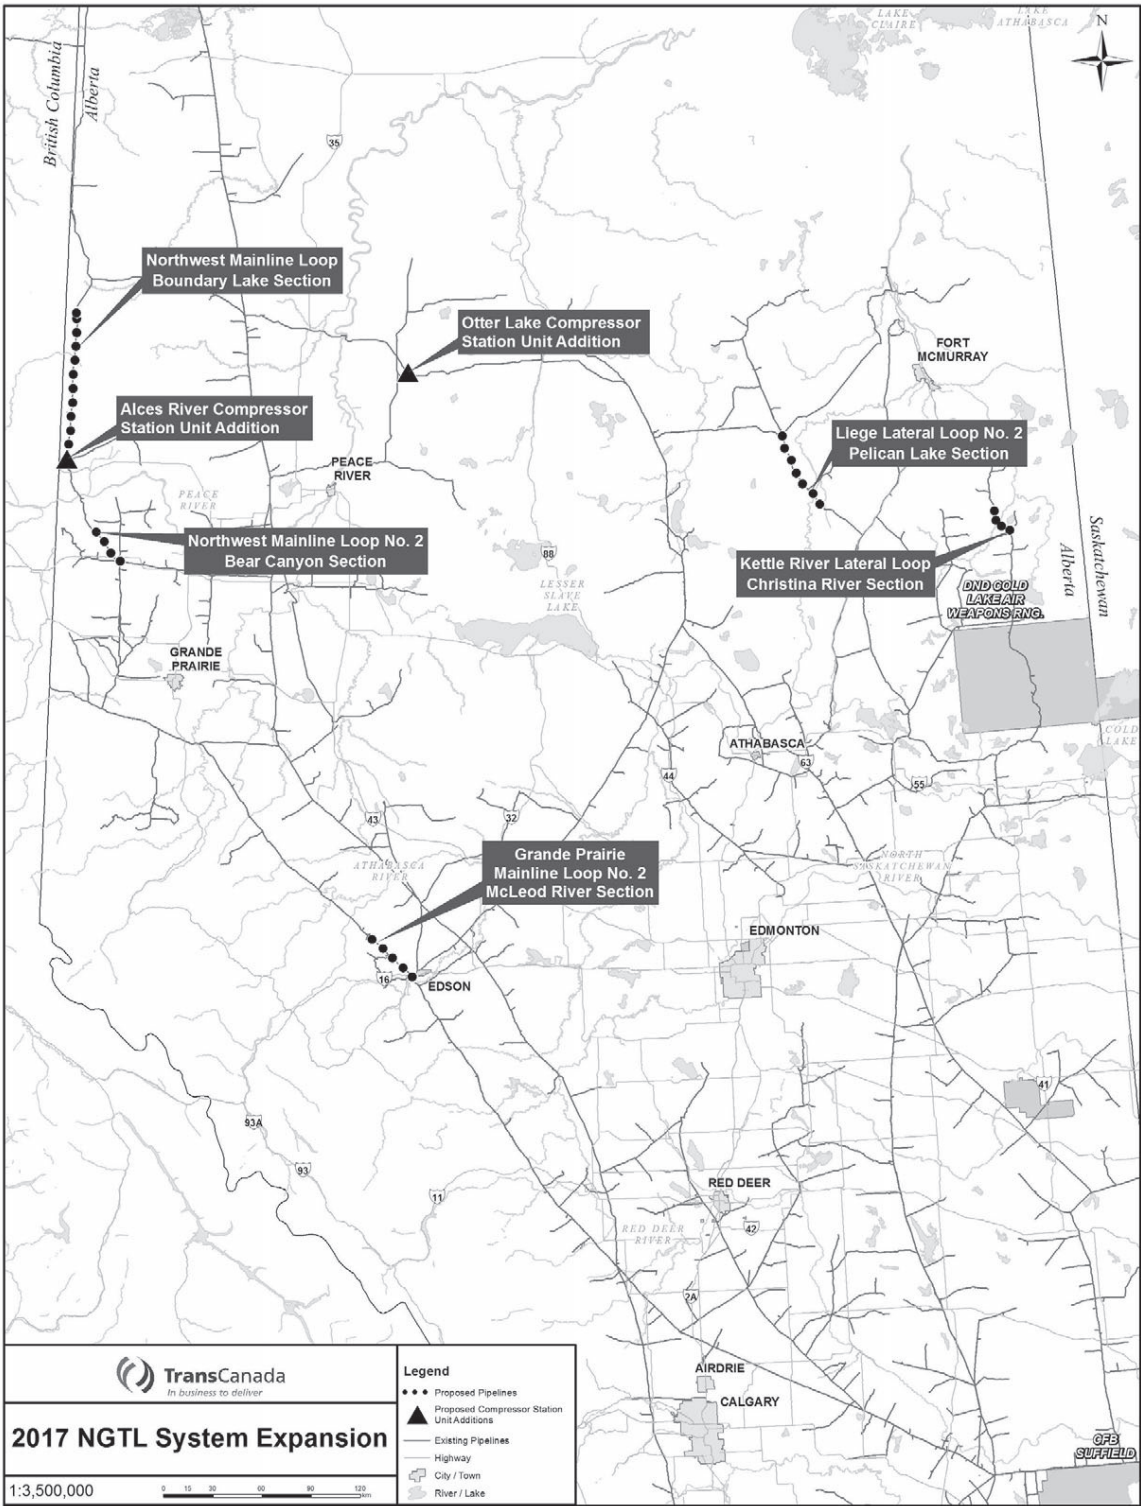 LAKE
CLAIRE
LAKE
ATHABASCA
N
British Columbia
Alberta
35
Northwest Mainline Loop
Boundary Lake Section
Otter Lake Compressor
Station Unit Addition
FORT
MCMURRAY
Alces River Compressor
Station Unit Addition
Liege Lateral Loop No. 2
Pelican Lake Section
PEACE
RIVER
PEACE
RIVER
Northwest Mainline Loop No. 2
Bear Canyon Section
88
Saskatchewan
Alberta
Kettle River Lateral Loop
Christina River Section
LESSER
SLAVE
LAKE
DND COLD
LAKE AIR
WEAPONS RNG.
GRANDE
PRAIRIE
COLD
LAKE
ATHABASCA
63
44
55
43
32
Grande Prairie
Mainline Loop No. 2
McLeod River Section
ATHABASCA
RIVER
NORTH
SASKATCHEWAN
RIVER
EDMONTON
16
EDSON
41
93A
93
11
RED DEER
42
RED DEER
RIVER
2A
AIRDRIE
CALGARY
CFB
SUFFIELD
TransCanada
In business to deliver
2017 NGTL System Expansion
1:3,500,000
0 15 30 60 90 120
km
Legend
Proposed Pipelines
Proposed Compressor Station
Unit Additions
Existing Pipelines
Highway
City / Town
River / Lake